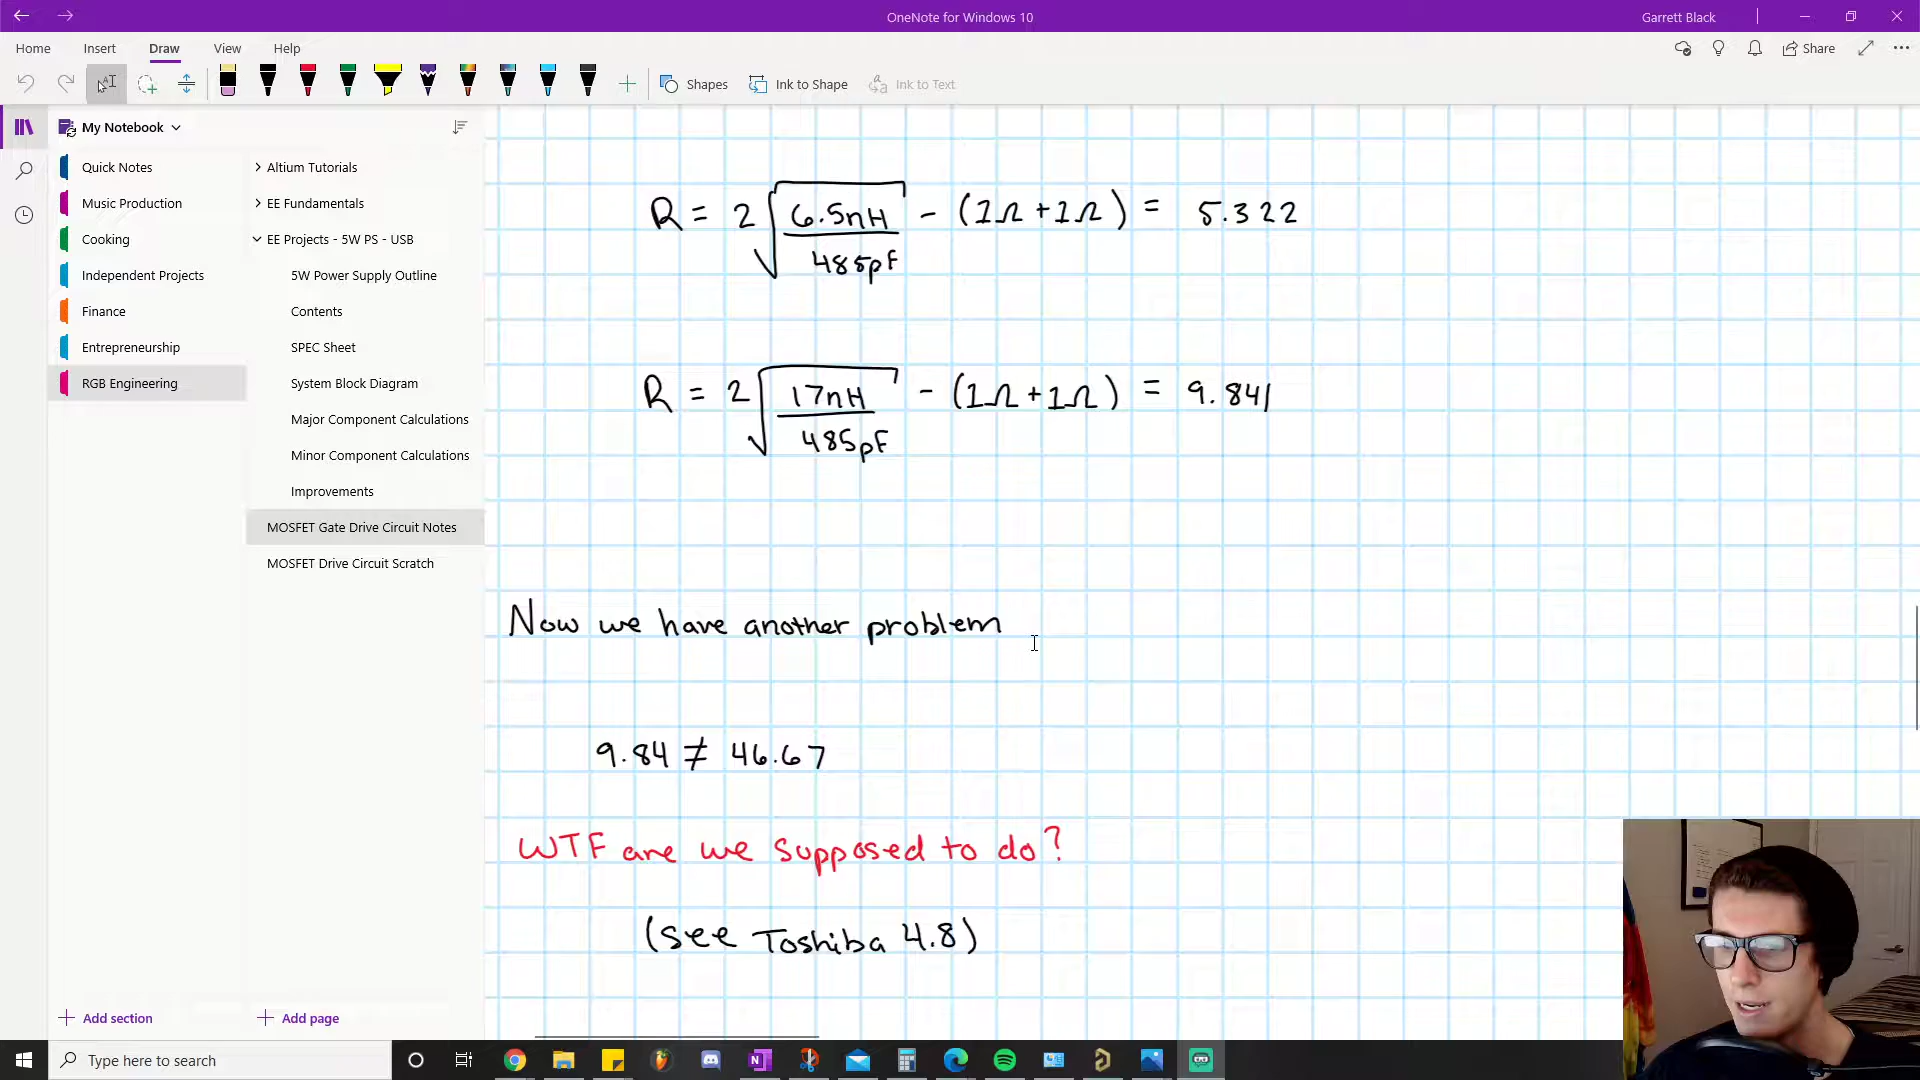 OneNote for Windows 10
Garrett Black
Home Insert Draw View Help
Share
Shapes Ink to Shape Ink to Text
My Notebook
Quick Notes
Music Production
Cooking
Independent Projects
Finance
Entrepreneurship
RGB Engineering
Altium Tutorials
EE Fundamentals
EE Projects - 5W PS - USB
5W Power Supply Outline
Contents
SPEC Sheet
System Block Diagram
Major Component Calculations
Minor Component Calculations
Improvements
MOSFET Gate Drive Circuit Notes
MOSFET Drive Circuit Scratch
R = 2 √ 6.5nH / 485pF - (1Ω + 1Ω) = 5.322
R = 2 √ 17nH / 485pF - (1Ω + 1Ω) = 9.841
Now we have another problem
9.84 ≠ 46.67
WTF are we supposed to do?
(see Toshiba 4.8)
Add section
Add page
Type here to search